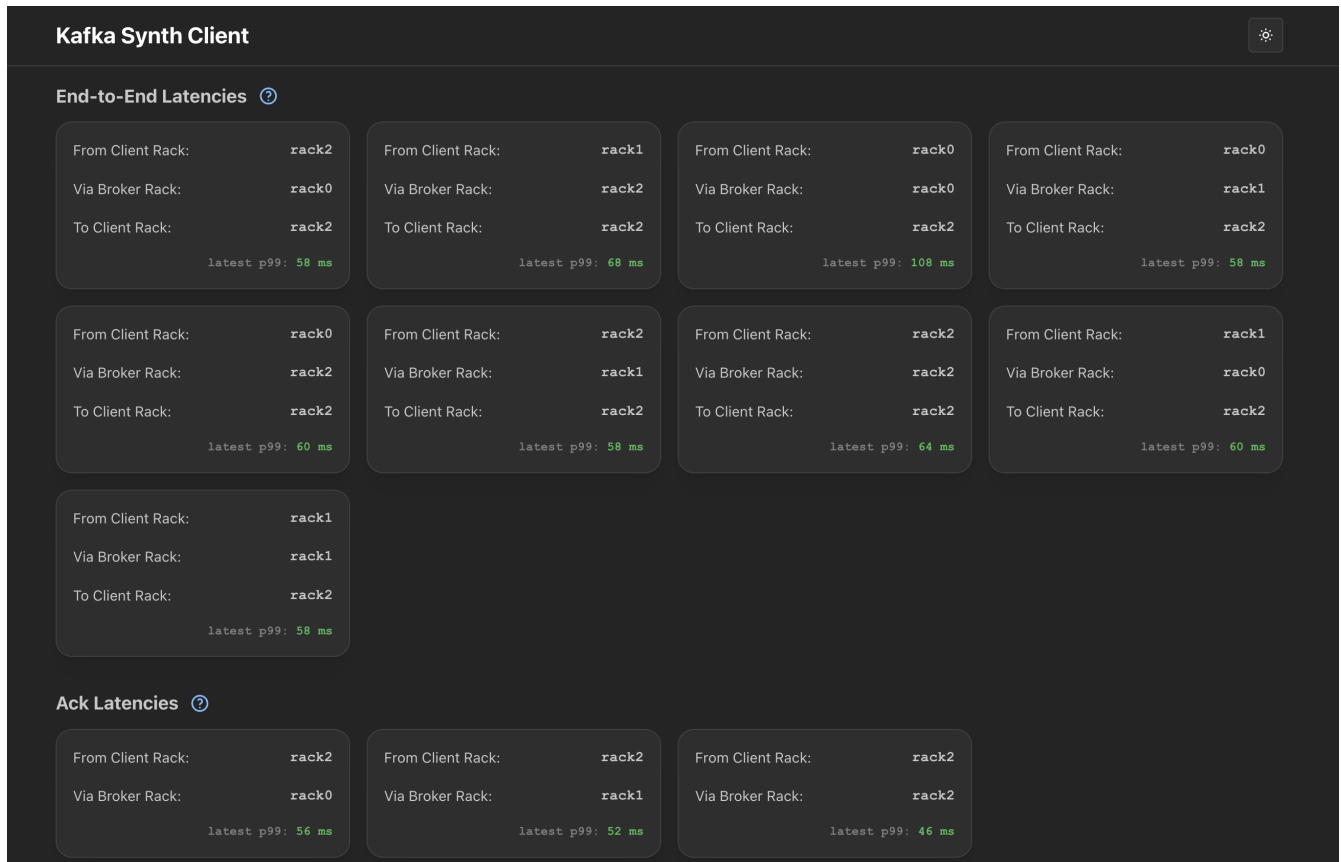 Kafka Synth Client
End-to-End Latencies ?
From Client Rack: rack2
Via Broker Rack: rack0
To Client Rack: rack2
latest p99: 58 ms
From Client Rack: rack1
Via Broker Rack: rack2
To Client Rack: rack2
latest p99: 68 ms
From Client Rack: rack0
Via Broker Rack: rack0
To Client Rack: rack2
latest p99: 108 ms
From Client Rack: rack0
Via Broker Rack: rack1
To Client Rack: rack2
latest p99: 58 ms
From Client Rack: rack0
Via Broker Rack: rack2
To Client Rack: rack2
latest p99: 60 ms
From Client Rack: rack2
Via Broker Rack: rack1
To Client Rack: rack2
latest p99: 58 ms
From Client Rack: rack2
Via Broker Rack: rack2
To Client Rack: rack2
latest p99: 64 ms
From Client Rack: rack1
Via Broker Rack: rack0
To Client Rack: rack2
latest p99: 60 ms
From Client Rack: rack1
Via Broker Rack: rack1
To Client Rack: rack2
latest p99: 58 ms
Ack Latencies ?
From Client Rack: rack2
Via Broker Rack: rack0
latest p99: 56 ms
From Client Rack: rack2
Via Broker Rack: rack1
latest p99: 52 ms
From Client Rack: rack2
Via Broker Rack: rack2
latest p99: 46 ms